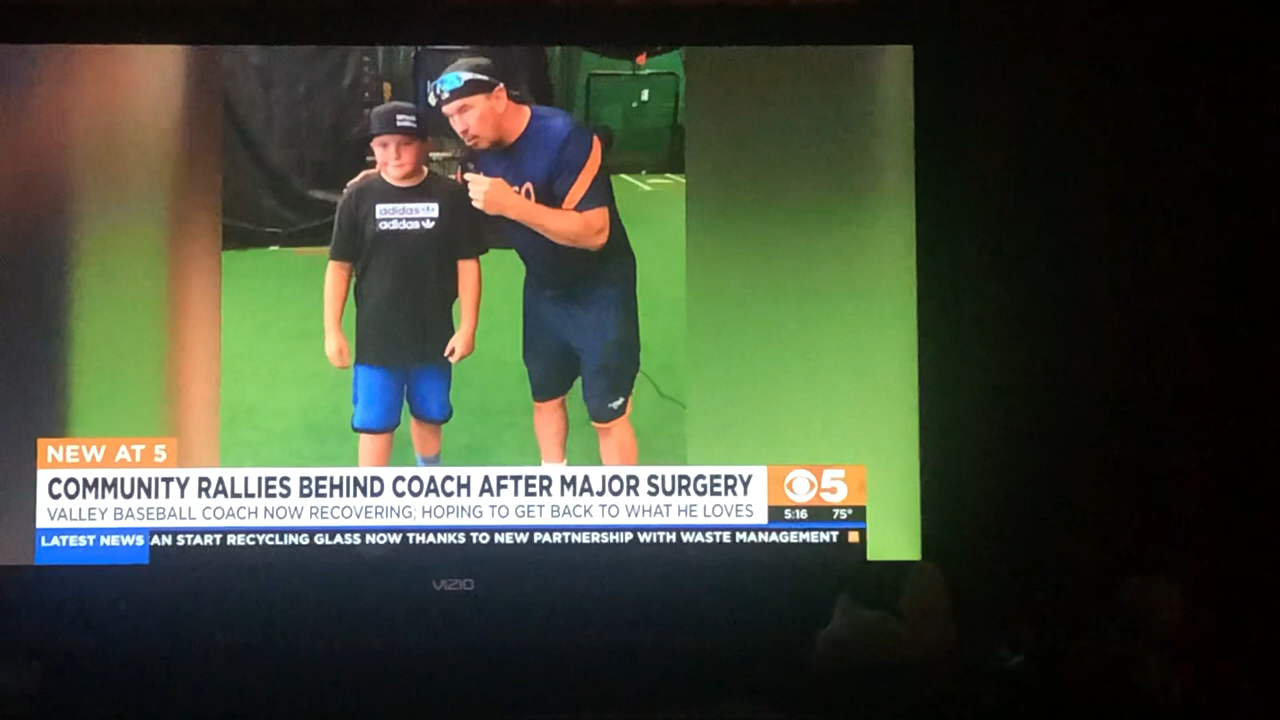 adidas
adidas
NEW AT 5
COMMUNITY RALLIES BEHIND COACH AFTER MAJOR SURGERY
VALLEY BASEBALL COACH NOW RECOVERING; HOPING TO GET BACK TO WHAT HE LOVES
5
5:16 75°
LATEST NEWS AN START RECYCLING GLASS NOW THANKS TO NEW PARTNERSHIP WITH WASTE MANAGEMENT
VIZIO